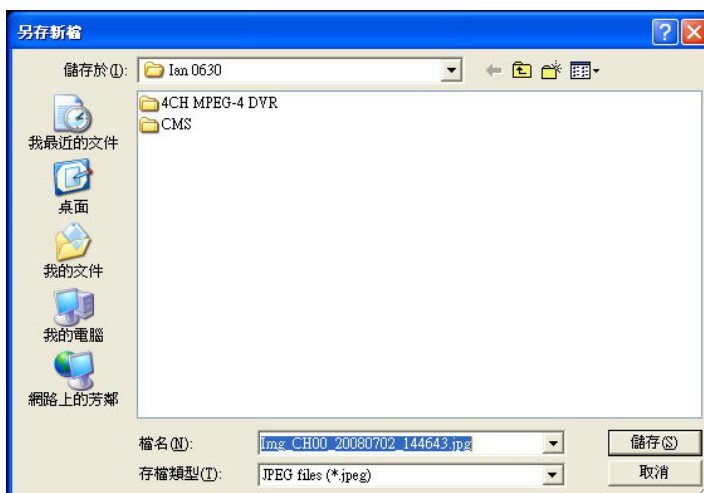 另存新檔
儲存於(I): Ian 0630
4CH MPEG-4 DVR
CMS
我最近的文件
桌面
我的文件
我的電腦
網路上的芳鄰
檔名(N): Img_CH00_20080702_144643.jpg 儲存(S)
存檔類型(T): JPEG files (*.jpeg) 取消